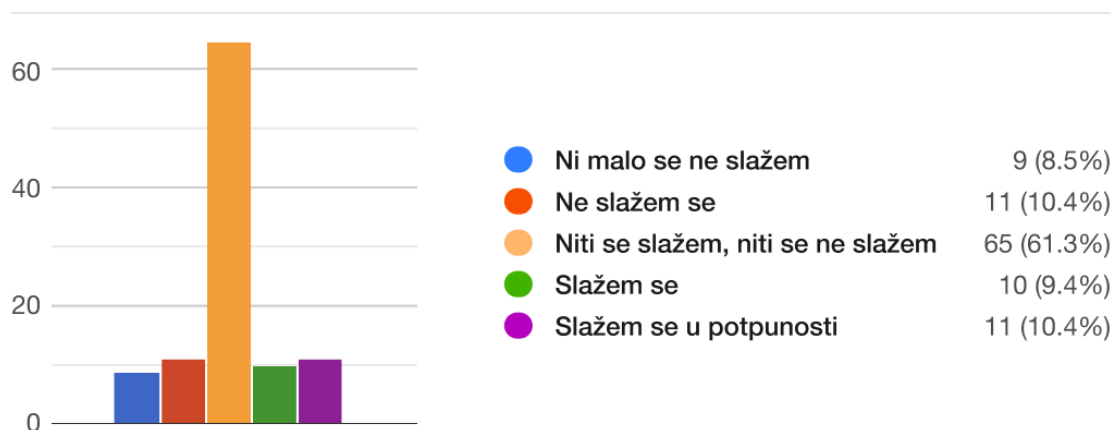 60
40
20
0
Ni malo se ne slažem 9 (8.5%)
Ne slažem se 11 (10.4%)
Niti se slažem, niti se ne slažem 65 (61.3%)
Slažem se 10 (9.4%)
Slažem se u potpunosti 11 (10.4%)